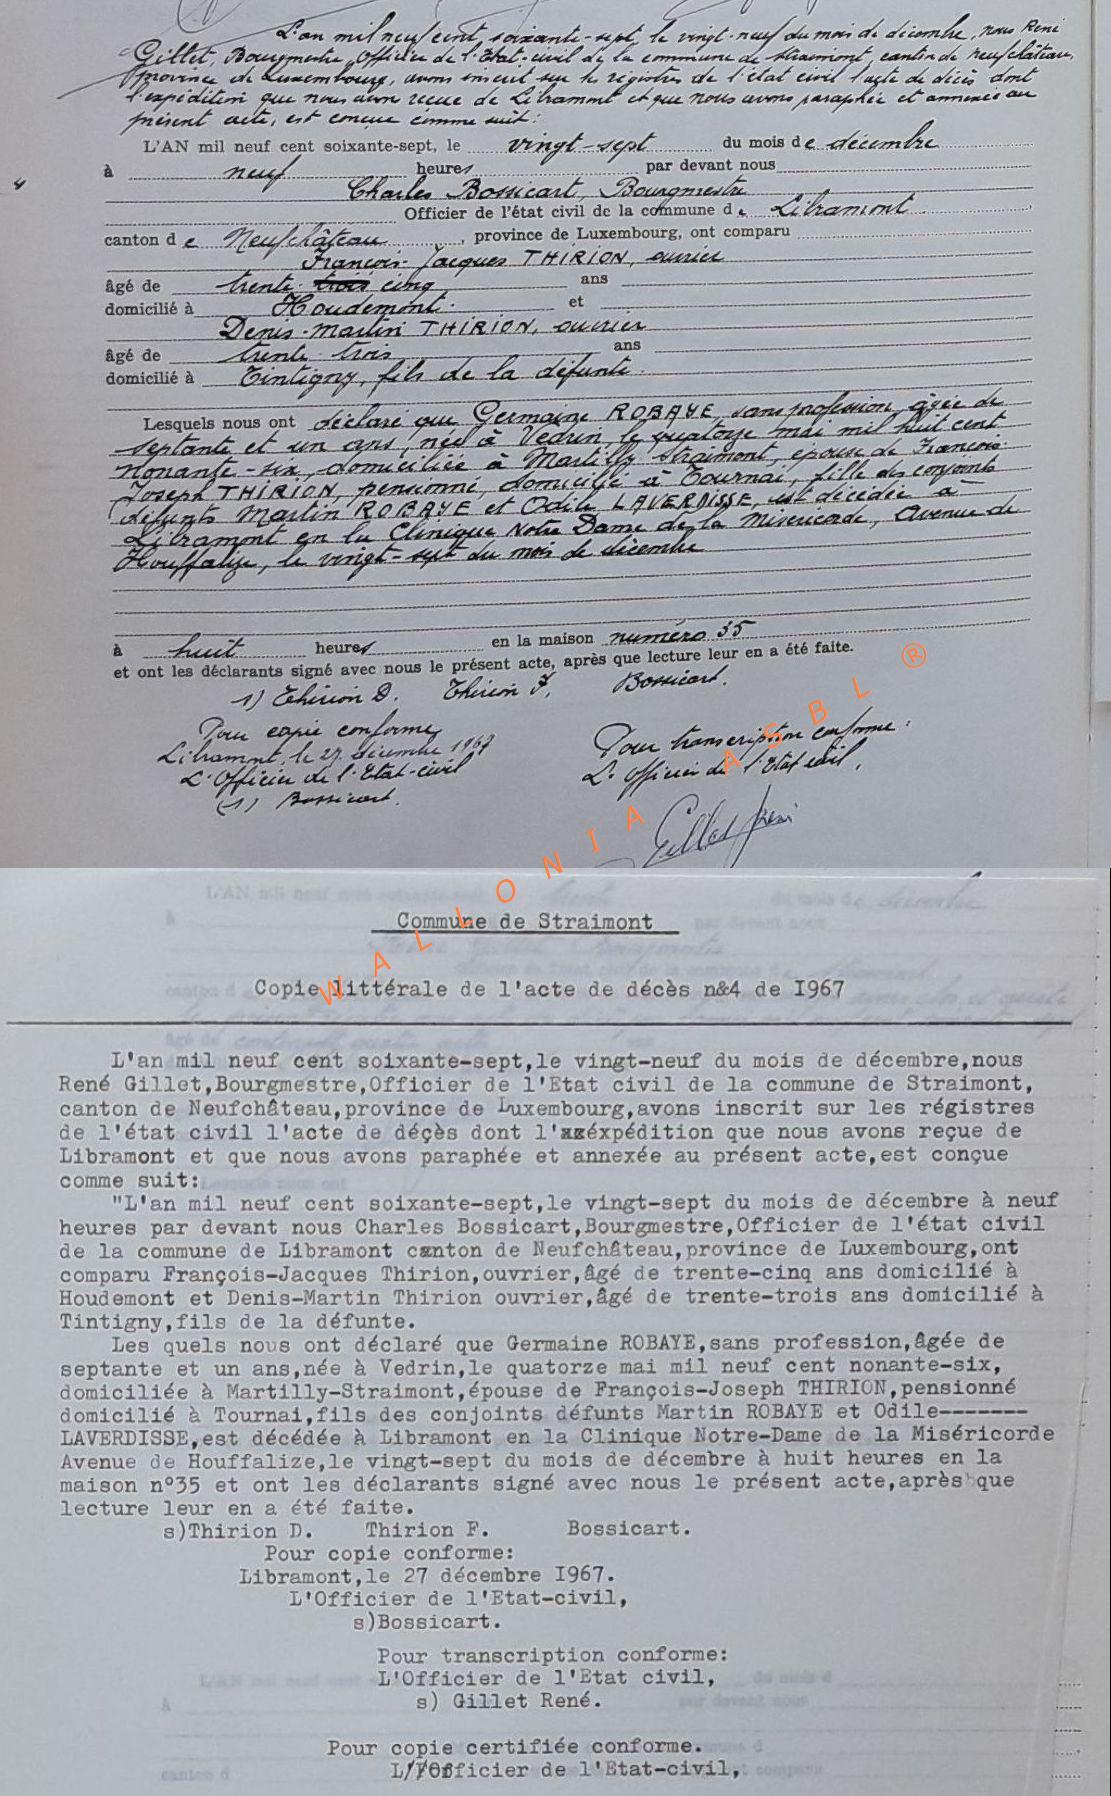 L'an mil neuf cent soixante-sept, le vingt-neuf du mois de décembre, nous René
Gillet, Bourgmestre, Officier de l'Etat-civil de la commune de Straimont, canton de Neufchâteau,
province de Luxembourg, avons inscrit sur les registres de l'état civil l'acte de décès dont
l'expédition que nous avons reçue de Libramont et que nous avons paraphée et annexée au
présent acte, est conçue comme suit :
4
L'AN mil neuf cent soixante-sept, le vingt-sept du mois de décembre
à neuf heures par devant nous
Charles Bossicart, Bourgmestre
Officier de l'état civil de la commune de Libramont
canton de Neufchâteau, province de Luxembourg, ont comparu
François-Jacques THIRION, ouvrier
âgé de trente trois cinq ans
domicilié à Houdemont et
Denis-Martin THIRION, ouvrier
âgé de trente trois ans
domicilié à Tintigny, fils de la défunte.
Lesquels nous ont déclaré que Germaine ROBAYE, sans profession, âgée de
septante et un ans, née à Vedrin, le quatorze mai mil huit cent
nonante-six, domiciliée à Martilly-Straimont, épouse de François-
Joseph THIRION, pensionné, domicilié à Tournai, fille des conjoints
défunts Martin ROBAYE et Odile LAVERDISSE, est décédée à
Libramont en la Clinique Notre Dame de la Miséricorde, Avenue de
Houffalize, le vingt-sept du mois de décembre
à huit heures en la maison numéro 35
et ont les déclarants signé avec nous le présent acte, après que lecture leur en a été faite.
1) Thirion D. Thirion F. Bossicart.
Pour copie conforme
Libramont, le 27 décembre 1967
L'Officier de l'Etat-civil
(1) Bossicart.
Pour transcription conforme :
L'officier de l'Etat civil,
Gillet René
WALLONIA ASBL ®
Commune de Straimont
Copie littérale de l'acte de décès n&4 de I967
L'an mil neuf cent soixante-sept,le vingt-neuf du mois de décembre,nous
René Gillet,Bourgmestre,Officier de l'Etat civil de la commune de Straimont,
canton de Neufchâteau,province de Luxembourg,avons inscrit sur les régistres
de l'état civil l'acte de déçès dont l'xxéxpédition que nous avons reçue de
Libramont et que nous avons paraphée et annexée au présent acte,est conçue
comme suit:
"L'an mil neuf cent soixante-sept,le vingt-sept du mois de décembre à neuf
heures par devant nous Charles Bossicart,Bourgmestre,Officier de l'état civil
de la commune de Libramont canton de Neufchâteau,province de Luxembourg,ont
comparu François-Jacques Thirion,ouvrier,âgé de trente-cinq ans domicilié à
Houdemont et Denis-Martin Thirion ouvrier,âgé de trente-trois ans domicilié à
Tintigny,fils de la défunte.
Les quels nous ont déclaré que Germaine ROBAYE,sans profession,âgée de
septante et un ans,née à Vedrin,le quatorze mai mil neuf cent nonante-six,
domiciliée à Martilly-Straimont,épouse de François-Joseph THIRION,pensionné
domicilié à Tournai,fils des conjoints défunts Martin ROBAYE et Odile-------
LAVERDISSE,est décédée à Libramont en la Clinique Notre-Dame de la Miséricorde
Avenue de Houffalize,le vingt-sept du mois de décembre à huit heures en la
maison n°35 et ont les déclarants signé avec nous le présent acte,après que
lecture leur en a été faite.
s)Thirion D. Thirion F. Bossicart.
Pour copie conforme:
Libramont,le 27 décembre I967.
L'Officier de l'Etat-civil,
s)Bossicart.
Pour transcription conforme:
L'Officier de l'Etat civil,
s) Gillet René.
Pour copie certifiée conforme.
L'Officier de l'Etat-civil,